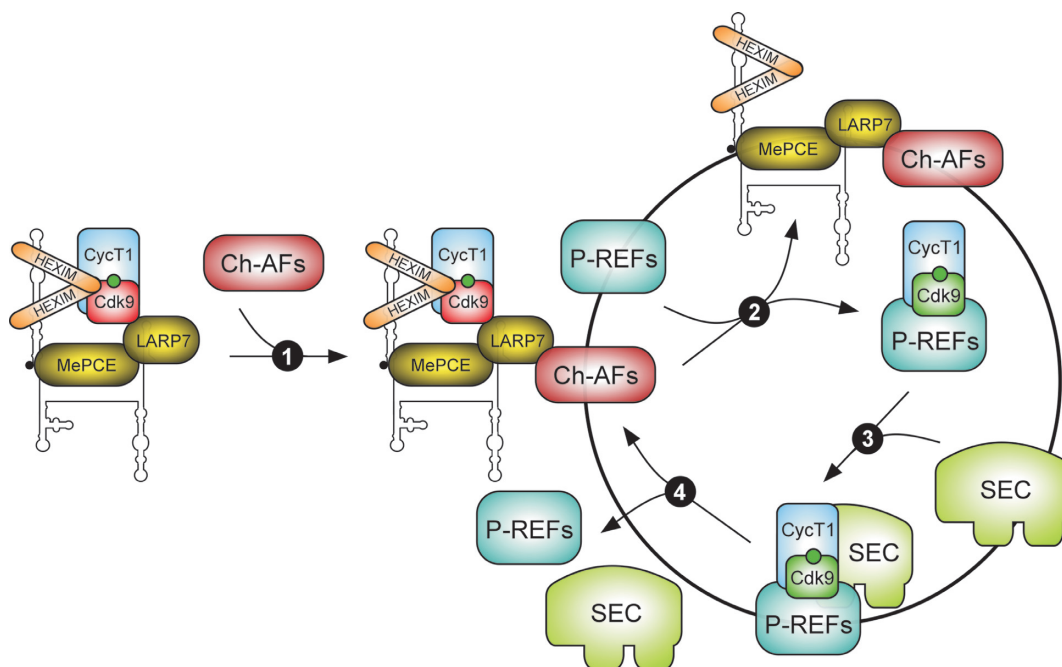 HEXIM
HEXIM
LARP7
MePCE
Ch-AFs
HEXIM
HEXIM
CycT1
Cdk9
LARP7
MePCE
Ch-AFs
1
HEXIM
HEXIM
CycT1
Cdk9
LARP7
MePCE
Ch-AFs
P-REFs
2
CycT1
Cdk9
P-REFs
3
SEC
CycT1
SEC
Cdk9
P-REFs
4
P-REFs
SEC